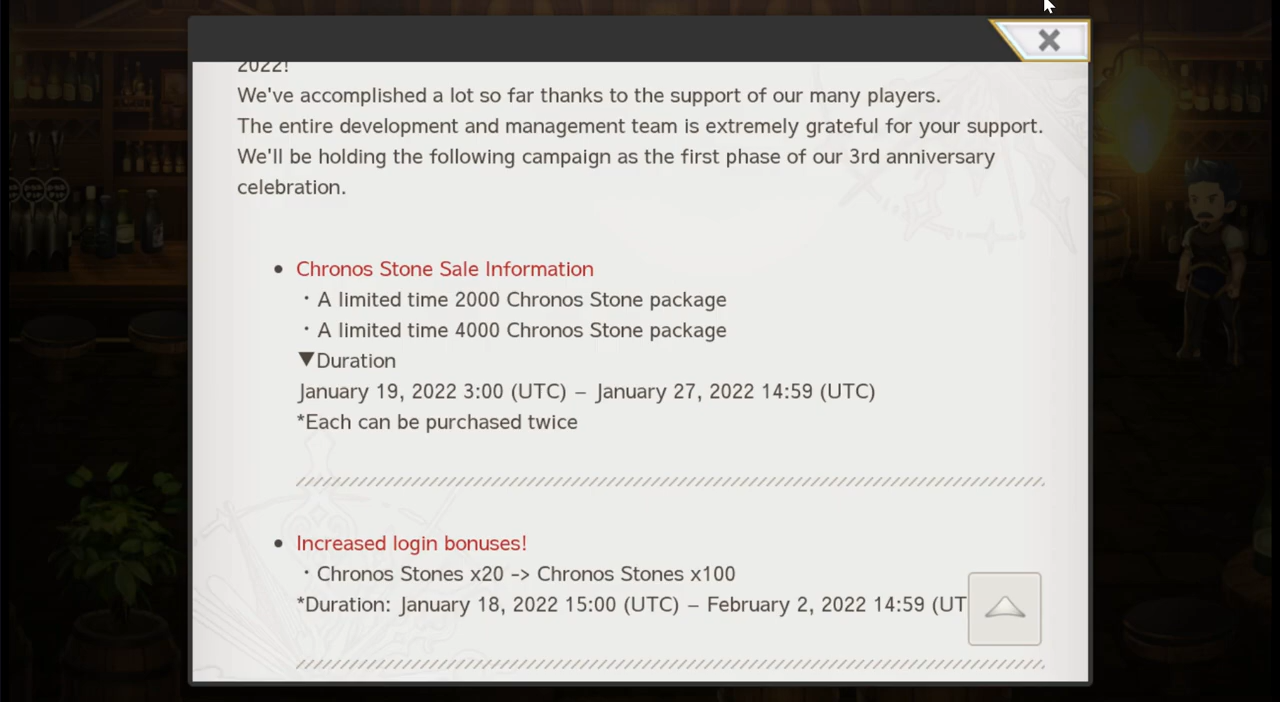 2022!
We've accomplished a lot so far thanks to the support of our many players.
The entire development and management team is extremely grateful for your support.
We'll be holding the following campaign as the first phase of our 3rd anniversary
celebration.
• Chronos Stone Sale Information
・A limited time 2000 Chronos Stone package
・A limited time 4000 Chronos Stone package
▼Duration
January 19, 2022 3:00 (UTC) – January 27, 2022 14:59 (UTC)
*Each can be purchased twice
• Increased login bonuses!
・Chronos Stones x20 -> Chronos Stones x100
*Duration: January 18, 2022 15:00 (UTC) – February 2, 2022 14:59 (UT